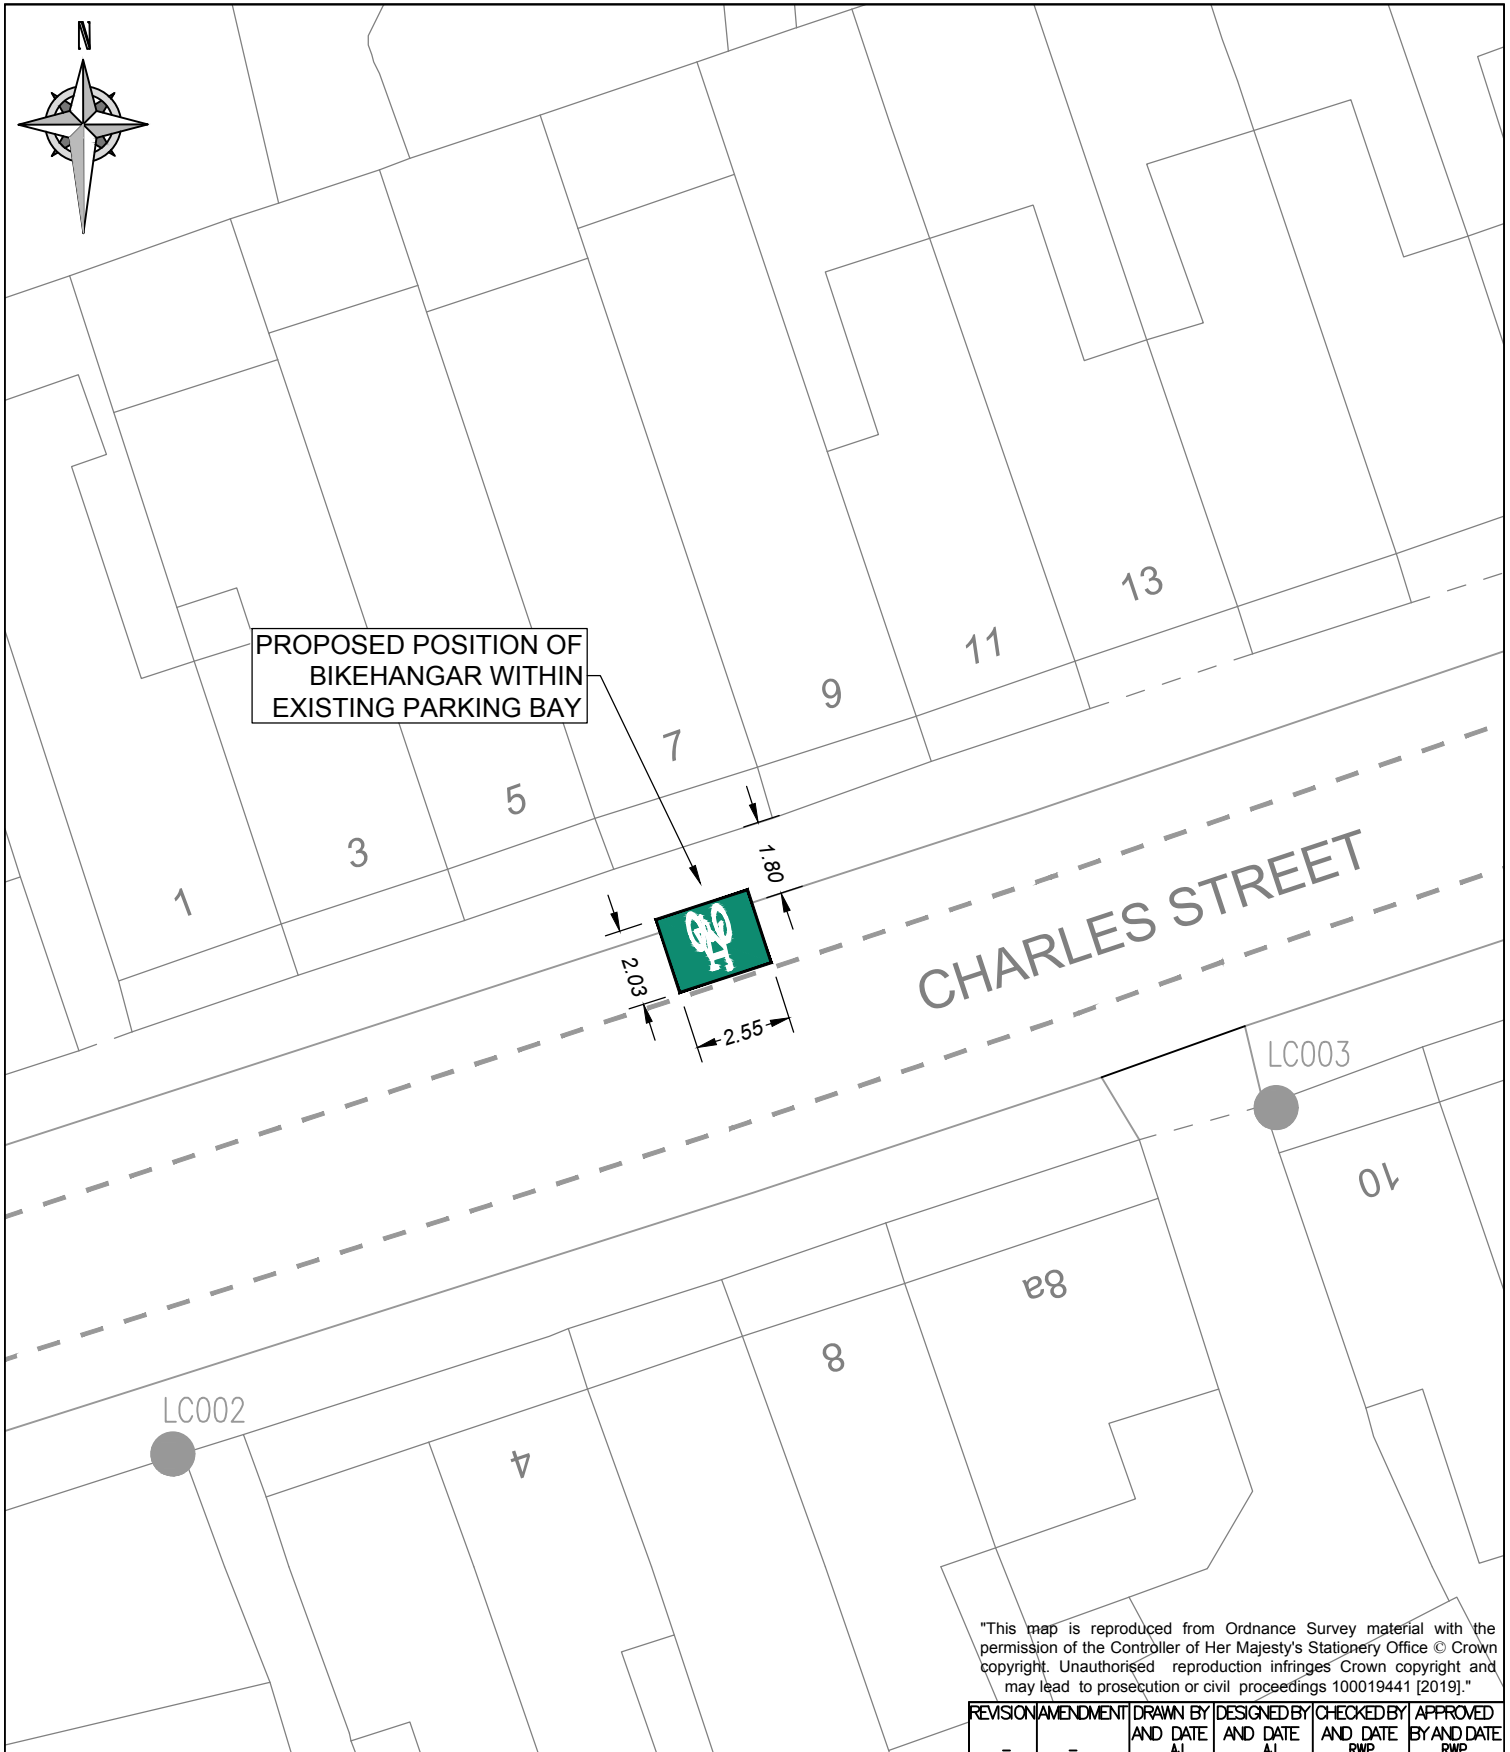 N
PROPOSED POSITION OF
BIKEHANGAR WITHIN
EXISTING PARKING BAY
13
11
9
7
5
3
1
1.80
2.03
2.55
CHARLES STREET
LC003
10
8a
8
4
LC002
"This map is reproduced from Ordnance Survey material with the
permission of the Controller of Her Majesty's Stationery Office © Crown
copyright. Unauthorised reproduction infringes Crown copyright and
may lead to prosecution or civil proceedings 100019441 [2019]."
REVISION AMENDMENT DRAWN BY AND DATE DESIGNED BY AND DATE CHECKED BY AND DATE APPROVED BY AND DATE
- - AJ AJ RWP RWP